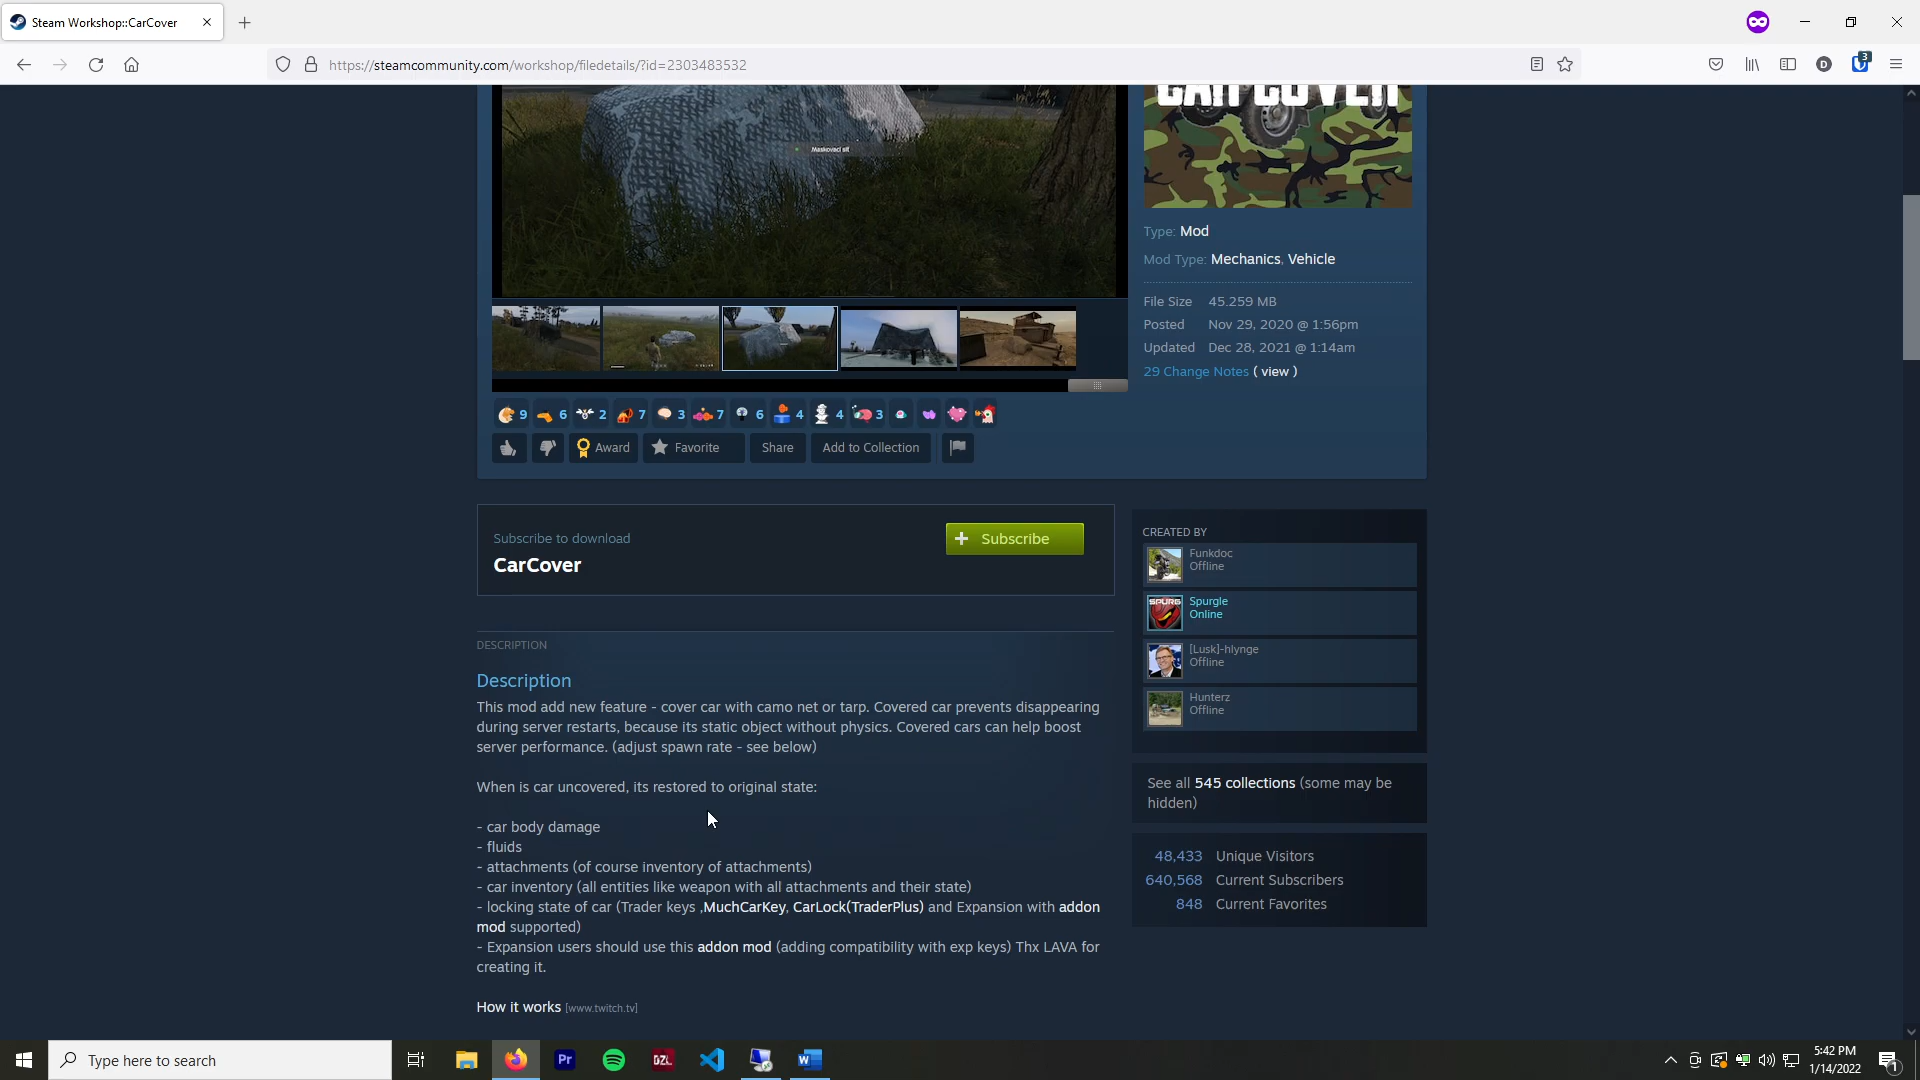 Steam Workshop::CarCover
https://steamcommunity.com/workshop/filedetails/?id=2303483532
3
CAR COVER
Maskovací síť
Type: Mod
Mod Type: Mechanics, Vehicle
File Size 45.259 MB
Posted Nov 29, 2020 @ 1:56pm
Updated Dec 28, 2021 @ 1:14am
29 Change Notes ( view )
9 6 2 7 3 7 6 4 4 3
Award Favorite Share Add to Collection
Subscribe to download
CarCover
Subscribe
CREATED BY
Funkdoc
Offline
SPURG
Spurgle
Online
[Lusk]-hlynge
Offline
Hunterz
Offline
DESCRIPTION
Description
This mod add new feature - cover car with camo net or tarp. Covered car prevents disappearing
during server restarts, because its static object without physics. Covered cars can help boost
server performance. (adjust spawn rate - see below)
When is car uncovered, its restored to original state:
- car body damage
- fluids
- attachments (of course inventory of attachments)
- car inventory (all entities like weapon with all attachments and their state)
- locking state of car (Trader keys ,MuchCarKey, CarLock(TraderPlus) and Expansion with addon
mod supported)
- Expansion users should use this addon mod (adding compatibility with exp keys) Thx LAVA for
creating it.
How it works [www.twitch.tv]
See all 545 collections (some may be
hidden)
48,433 Unique Visitors
640,568 Current Subscribers
848 Current Favorites
Type here to search
Pr
DZL
W
5:42 PM
1/14/2022
1